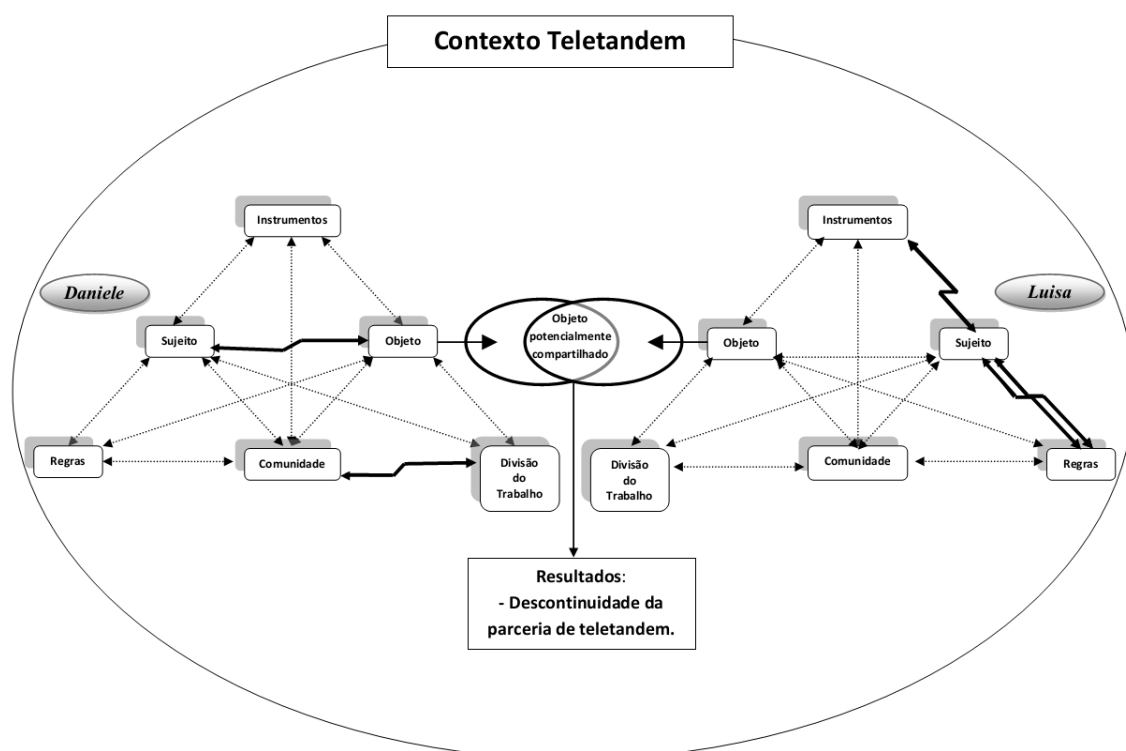 Contexto Teletandem
Instrumentos
Daniele
Sujeito
Objeto
Regras
Comunidade
Divisão
do
Trabalho
Objeto
potencialmente
compartilhado
Instrumentos
Luisa
Objeto
Sujeito
Divisão
do
Trabalho
Comunidade
Regras
Resultados:
- Descontinuidade da
parceria de teletandem.